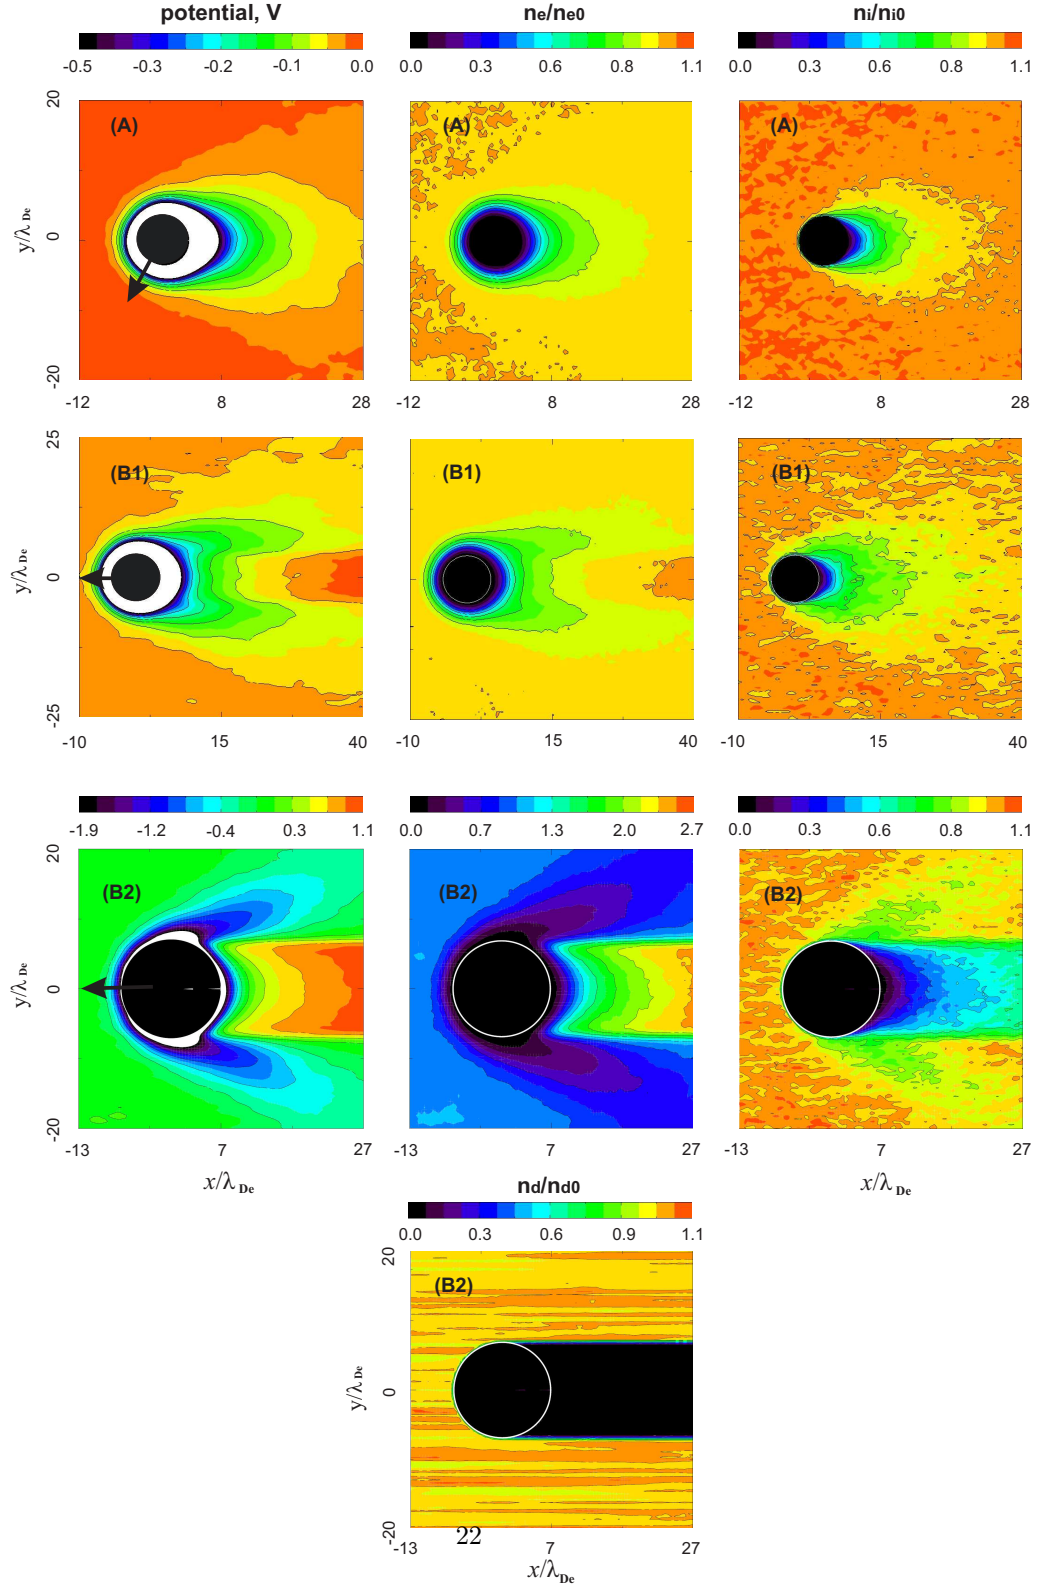 potential, V ne/ne0 ni/ni0
-0.5 -0.3 -0.2 -0.1 0.0 0.0 0.3 0.6 0.8 1.1 0.0 0.3 0.6 0.8 1.1
20 (A) (A) (A)
y/λDe 0
-20
-12 8 28 -12 8 28 -12 8 28
25 (B1) (B1) (B1)
y/λDe 0
-25
-10 15 40 -10 15 40 -10 15 40
-1.9 -1.2 -0.4 0.3 1.1 0.0 0.7 1.3 2.0 2.7 0.0 0.3 0.6 0.8 1.1
20 (B2) (B2) (B2)
y/λDe 0
-20
-13 7 27 -13 7 27 -13 7 27
x/λDe x/λDe
nd/nd0
0.0 0.3 0.6 0.9 1.1
20 (B2)
y/λDe 0
-20
22
-13 7 27
x/λDe